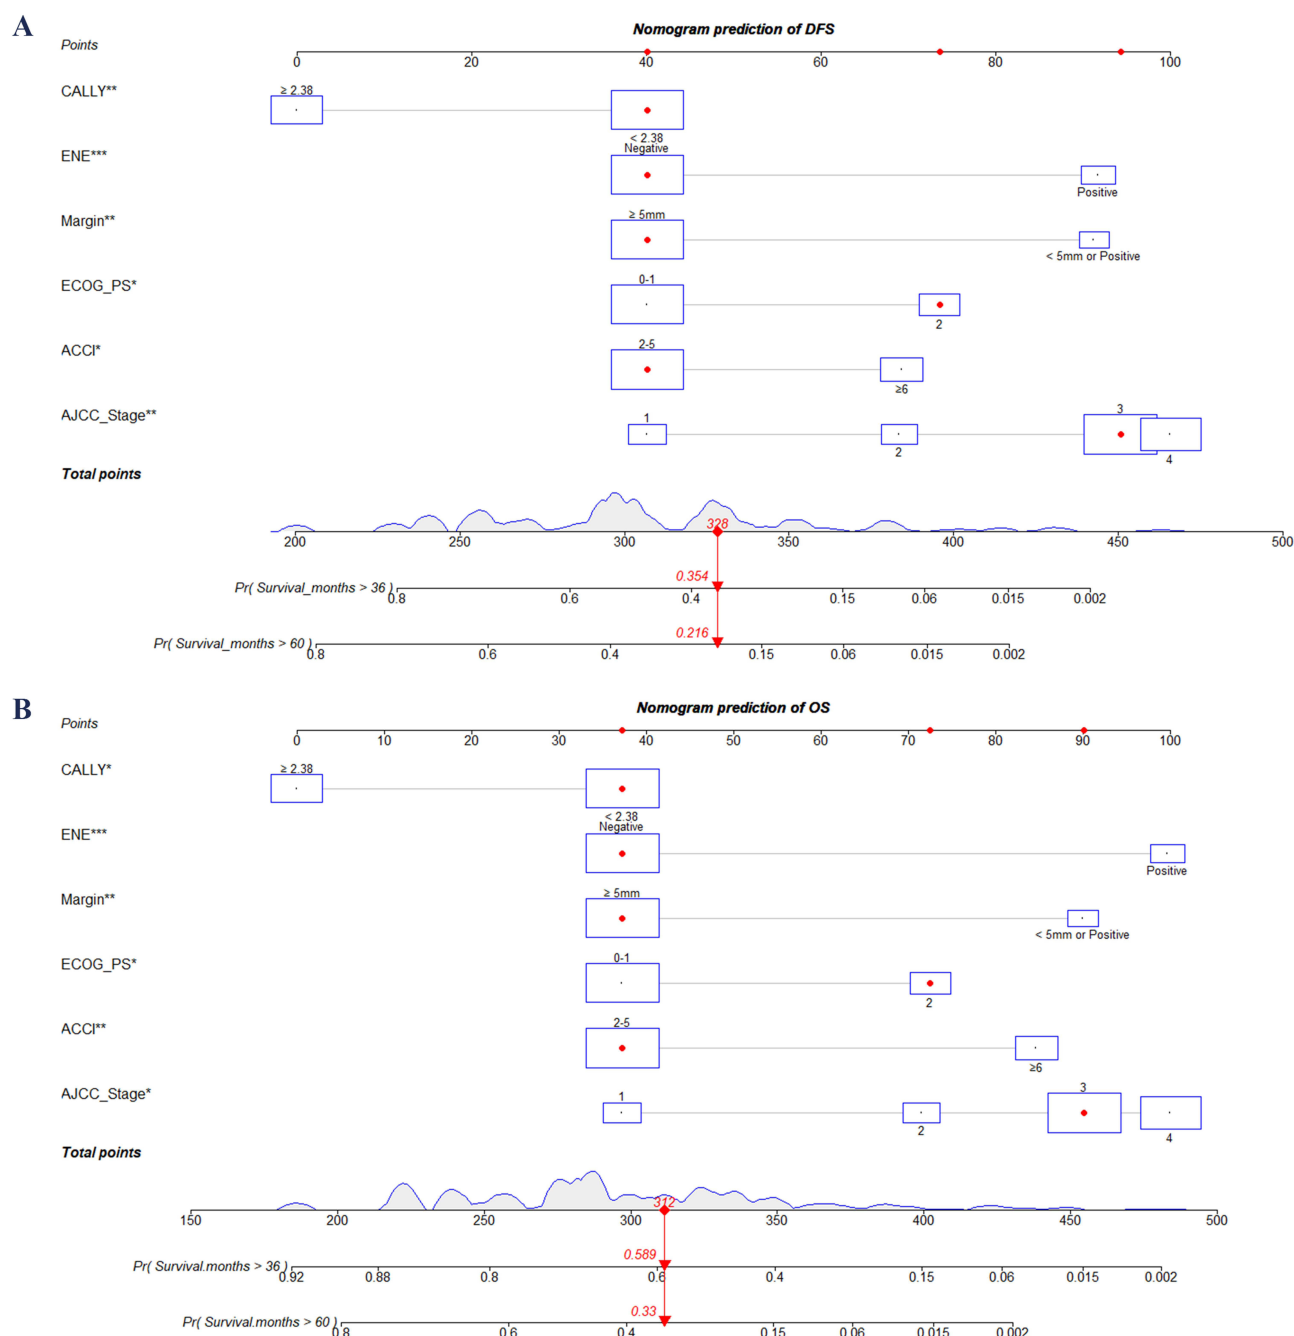 A
Nomogram prediction of DFS
Points
0 20 40 60 80 100
CALLY**
≥ 2.38
< 2.38
ENE***
Negative
Positive
Margin**
≥ 5mm
< 5mm or Positive
ECOG_PS*
0-1
2
ACCI*
2-5
≥6
AJCC_Stage**
1
3
2
4
Total points
328
200 250 300 350 400 450 500
0.354
Pr( Survival_months > 36 )
0.8 0.6 0.4 0.15 0.06 0.015 0.002
0.216
Pr( Survival_months > 60 )
0.8 0.6 0.4 0.15 0.06 0.015 0.002
B
Nomogram prediction of OS
Points
0 10 20 30 40 50 60 70 80 90 100
CALLY*
≥ 2.38
< 2.38
ENE***
Negative
Positive
Margin**
≥ 5mm
< 5mm or Positive
ECOG_PS*
0-1
2
ACCI**
2-5
≥6
AJCC_Stage*
1
3
2
4
Total points
312
150 200 250 300 350 400 450 500
0.589
Pr( Survival.months > 36 )
0.92 0.88 0.8 0.6 0.4 0.15 0.06 0.015 0.002
0.33
Pr( Survival.months > 60 )
0.8 0.6 0.4 0.15 0.06 0.015 0.002